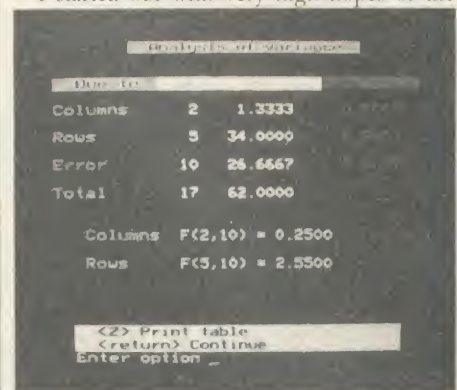 Analysis of variance
Due to
Columns 2 1.3333
Rows 5 34.0000
Error 10 26.6667
Total 17 62.0000
Columns F(2,10) = 0.2500
Rows F(5,10) = 2.5500
<2> Print table
<return> Continue
Enter option _